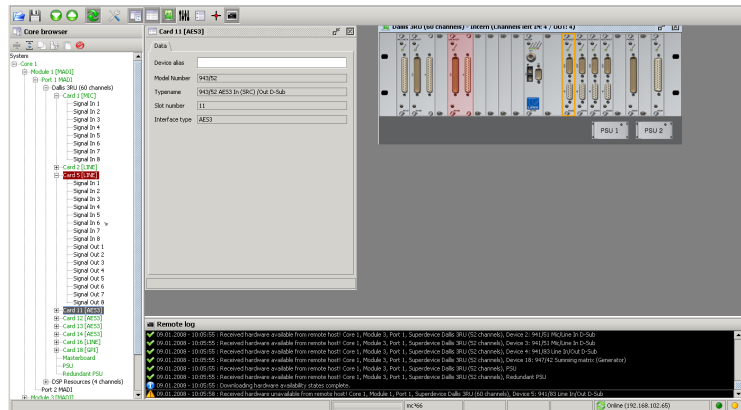 Core browser
System
Core 1
Module 1 [MADI]
Port 1 MADI
Dallis 3RU (60 channels)
Card 1 [MIC]
Signal In 1
Signal In 2
Signal In 3
Signal In 4
Signal In 5
Signal In 6
Signal In 7
Signal In 8
Card 2 [LINE]
Card 5 [LINE]
Signal In 1
Signal In 2
Signal In 3
Signal In 4
Signal In 5
Signal In 6
Signal In 7
Signal In 8
Signal Out 1
Signal Out 2
Signal Out 3
Signal Out 4
Signal Out 5
Signal Out 6
Signal Out 7
Signal Out 8
Card 11 [AES3]
Card 12 [AES3]
Card 13 [AES3]
Card 14 [AES3]
Card 16 [LINE]
Card 18 [GPI]
Masterboard
PSU
Redundant PSU
DSP Resources (4 channels)
Port 2 MADI
Module 3 [MADI]
Card 11 [AES3]
Data
Device alias
Model Number 943/52
Typename 943/52 AES3 In (SRC) /Out D-Sub
Slot number 11
Interface type AES3
Dallis 3RU (60 channels) - Intern (Channels left IN: 4 / OUT: 4)
PSU 1 PSU 2
Remote log
09.01.2008 - 10:05:55 : Received hardware available from remote host! Core 1, Module 3, Port 1, Superdevice Dallis 3RU (52 channels), Device 2: 941/51 Mic/Line In D-Sub
09.01.2008 - 10:05:55 : Received hardware available from remote host! Core 1, Module 3, Port 1, Superdevice Dallis 3RU (52 channels), Device 3: 941/51 Mic/Line In D-Sub
09.01.2008 - 10:05:55 : Received hardware available from remote host! Core 1, Module 3, Port 1, Superdevice Dallis 3RU (52 channels), Device 4: 941/83 Line In/Out D-Sub
09.01.2008 - 10:05:55 : Received hardware available from remote host! Core 1, Module 3, Port 1, Superdevice Dallis 3RU (52 channels), Device 18: 947/42 Summing matrix (Generator)
09.01.2008 - 10:05:55 : Received hardware available from remote host! Core 1, Module 3, Port 1, Superdevice Dallis 3RU (52 channels), PSU
09.01.2008 - 10:05:55 : Received hardware available from remote host! Core 1, Module 3, Port 1, Superdevice Dallis 3RU (52 channels), Redundant PSU
09.01.2008 - 10:05:55 : Downloading hardware availability states complete.
09.01.2008 - 10:05:58 : Received hardware unavailable from remote host! Core 1, Module 1, Port 1, Superdevice Dallis 3RU (60 channels), Device 5: 941/83 Line In/Out D-Sub
mc²66
Online (192.168.102.65)